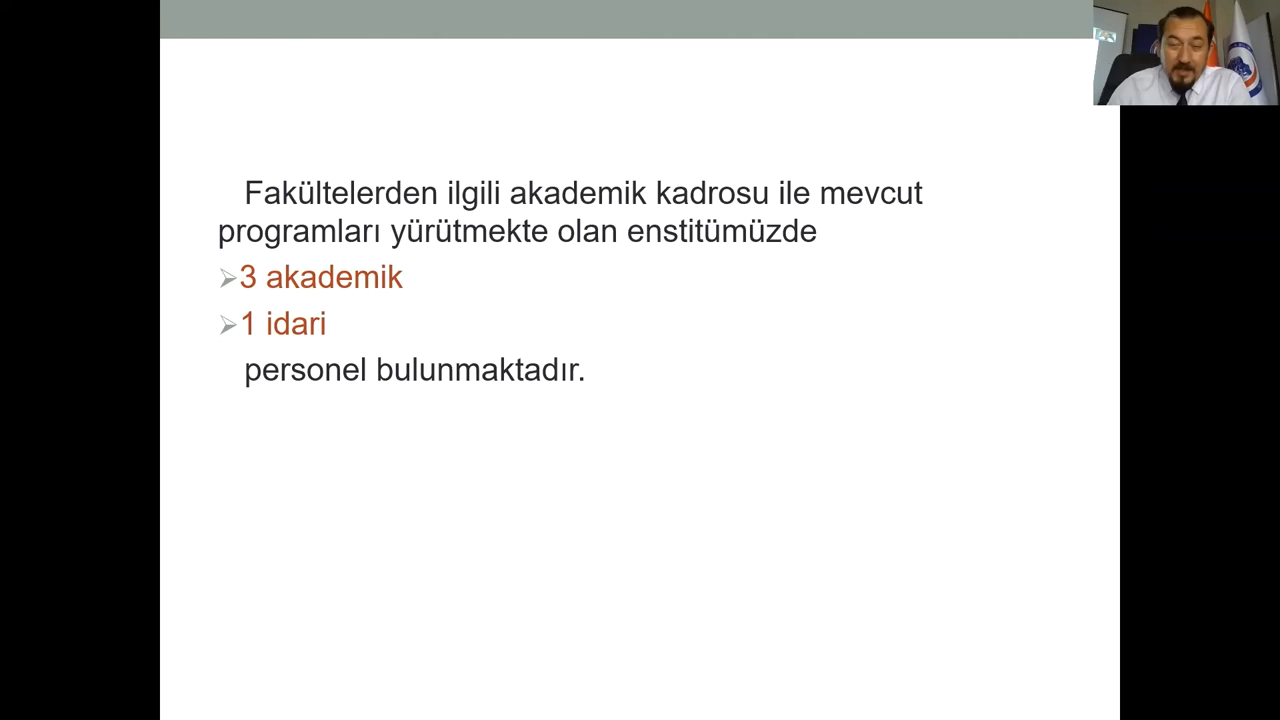 Fakültelerden ilgili akademik kadrosu ile mevcut
programları yürütmekte olan enstitümüzde
3 akademik
1 idari
personel bulunmaktadır.